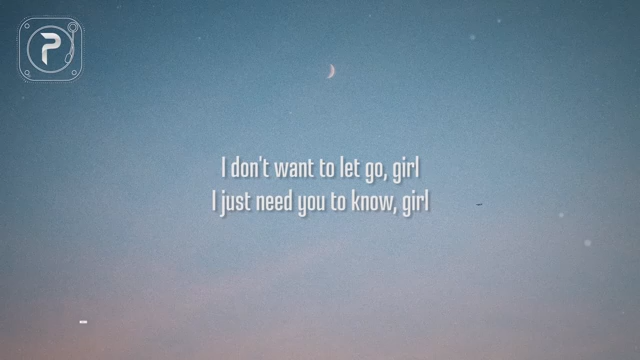 P
I don't want to let go, girl
I just need you to know, girl